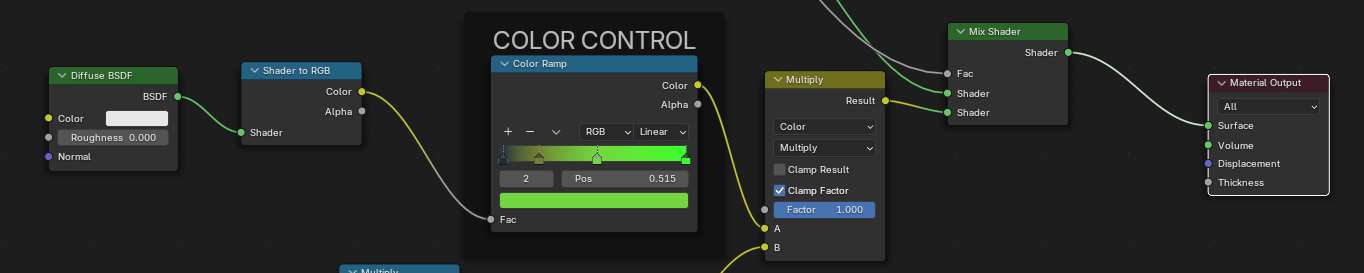 Diffuse BSDF
BSDF
Color
Roughness 0.000
Normal
Shader to RGB
Color
Alpha
Shader
COLOR CONTROL
Color Ramp
Color
Alpha
+ −
RGB
Linear
2
Pos 0.515
Fac
Multiply
Multiply
Result
Color
Multiply
Clamp Result
Clamp Factor
Factor 1.000
A
B
Mix Shader
Shader
Fac
Shader
Shader
Material Output
All
Surface
Volume
Displacement
Thickness